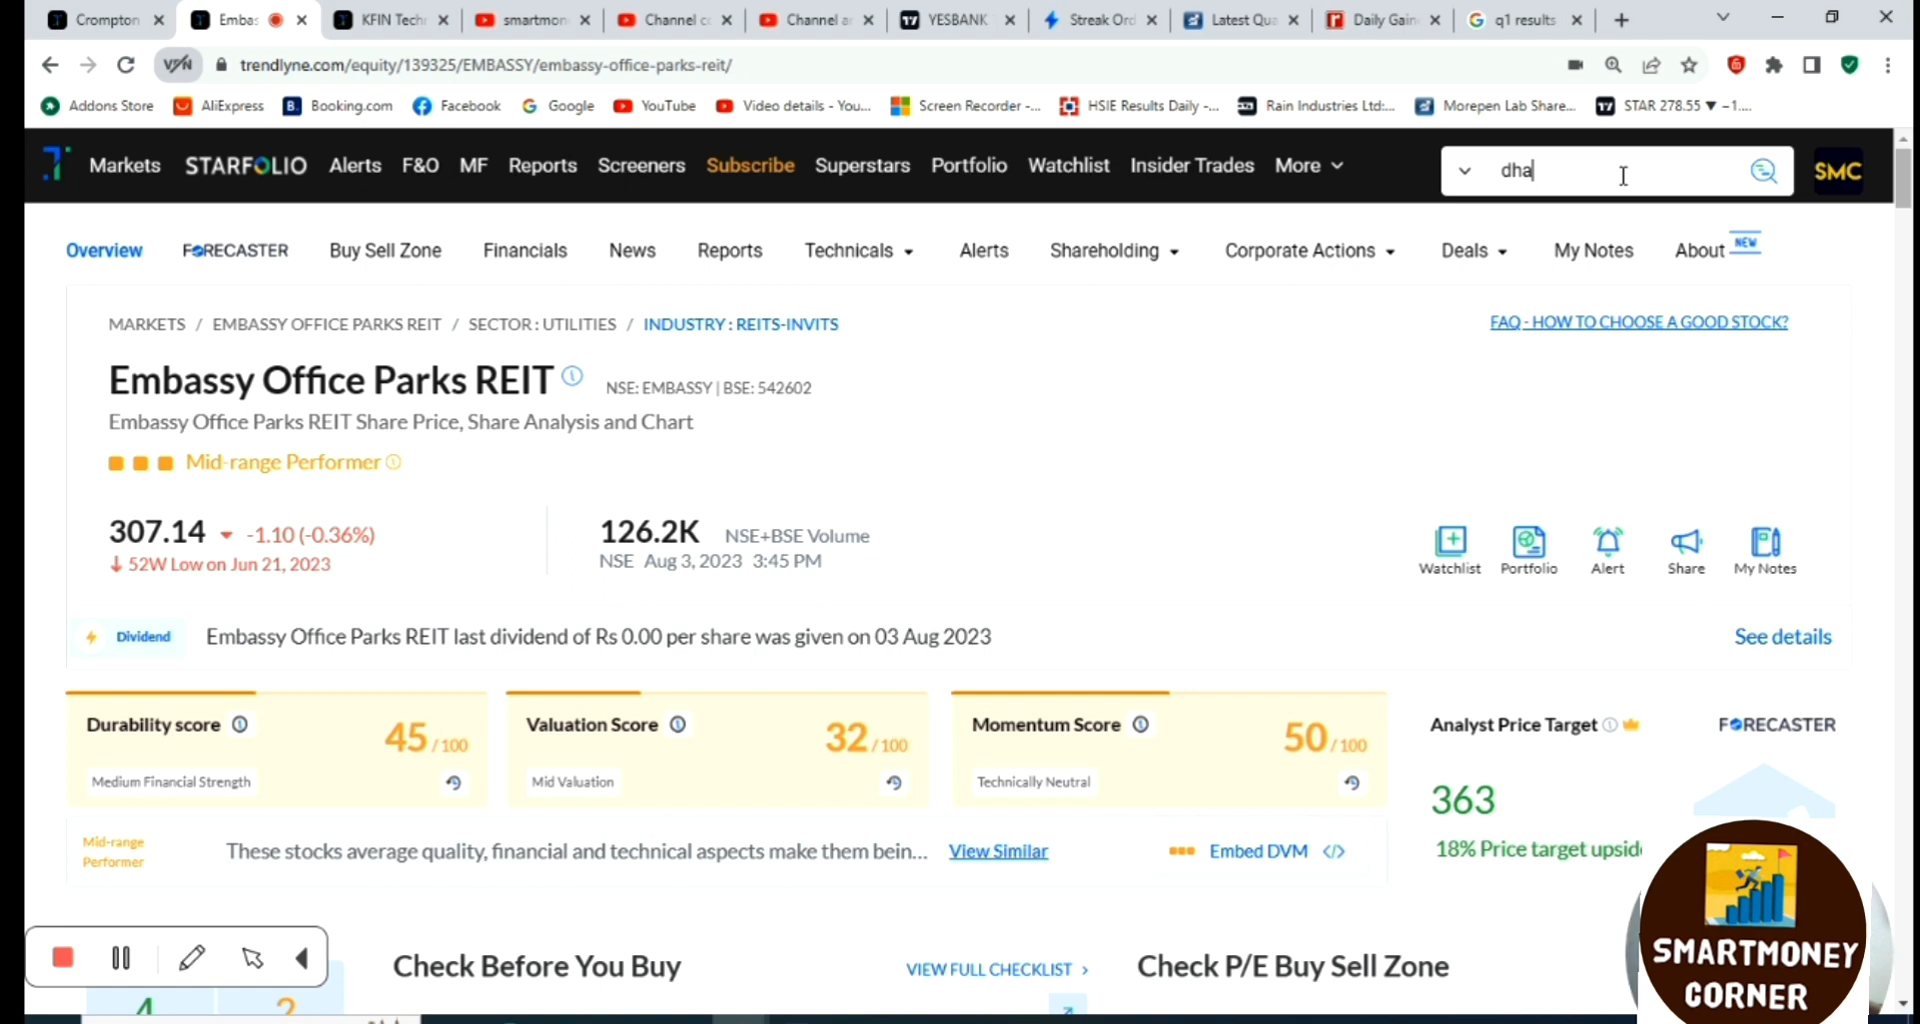 Crompton
Embas
KFIN Tech
smartmon
Channel co
Channel an
YESBANK
Streak Ord
Latest Qua
Daily Gain
q1 results
VPN
trendlyne.com/equity/139325/EMBASSY/embassy-office-parks-reit/
Addons Store
AliExpress
Booking.com
Facebook
Google
YouTube
Video details - You...
Screen Recorder -...
HSIE Results Daily -...
Rain Industries Ltd:...
Morepen Lab Share...
STAR 278.55 ▼ −1....
Markets
STARFOLIO
Alerts
F&O
MF
Reports
Screeners
Subscribe
Superstars
Portfolio
Watchlist
Insider Trades
More
dha
SMC
Overview
FORECASTER
Buy Sell Zone
Financials
News
Reports
Technicals
Alerts
Shareholding
Corporate Actions
Deals
My Notes
About NEW
MARKETS / EMBASSY OFFICE PARKS REIT / SECTOR : UTILITIES / INDUSTRY : REITS-INVITS
FAQ - HOW TO CHOOSE A GOOD STOCK?
Embassy Office Parks REIT
NSE: EMBASSY | BSE: 542602
Embassy Office Parks REIT Share Price, Share Analysis and Chart
Mid-range Performer
307.14 -1.10 (-0.36%)
52W Low on Jun 21, 2023
126.2K NSE+BSE Volume
NSE Aug 3, 2023 3:45 PM
Watchlist
Portfolio
Alert
Share
My Notes
Dividend
Embassy Office Parks REIT last dividend of Rs 0.00 per share was given on 03 Aug 2023
See details
Durability score
45 / 100
Medium Financial Strength
Valuation Score
32 / 100
Mid Valuation
Momentum Score
50 / 100
Technically Neutral
Analyst Price Target
FORECASTER
363
18% Price target upside
Mid-range
Performer
These stocks average quality, financial and technical aspects make them bein...
View Similar
Embed DVM
Check Before You Buy
VIEW FULL CHECKLIST
Check P/E Buy Sell Zone
4
2
SMARTMONEY
CORNER